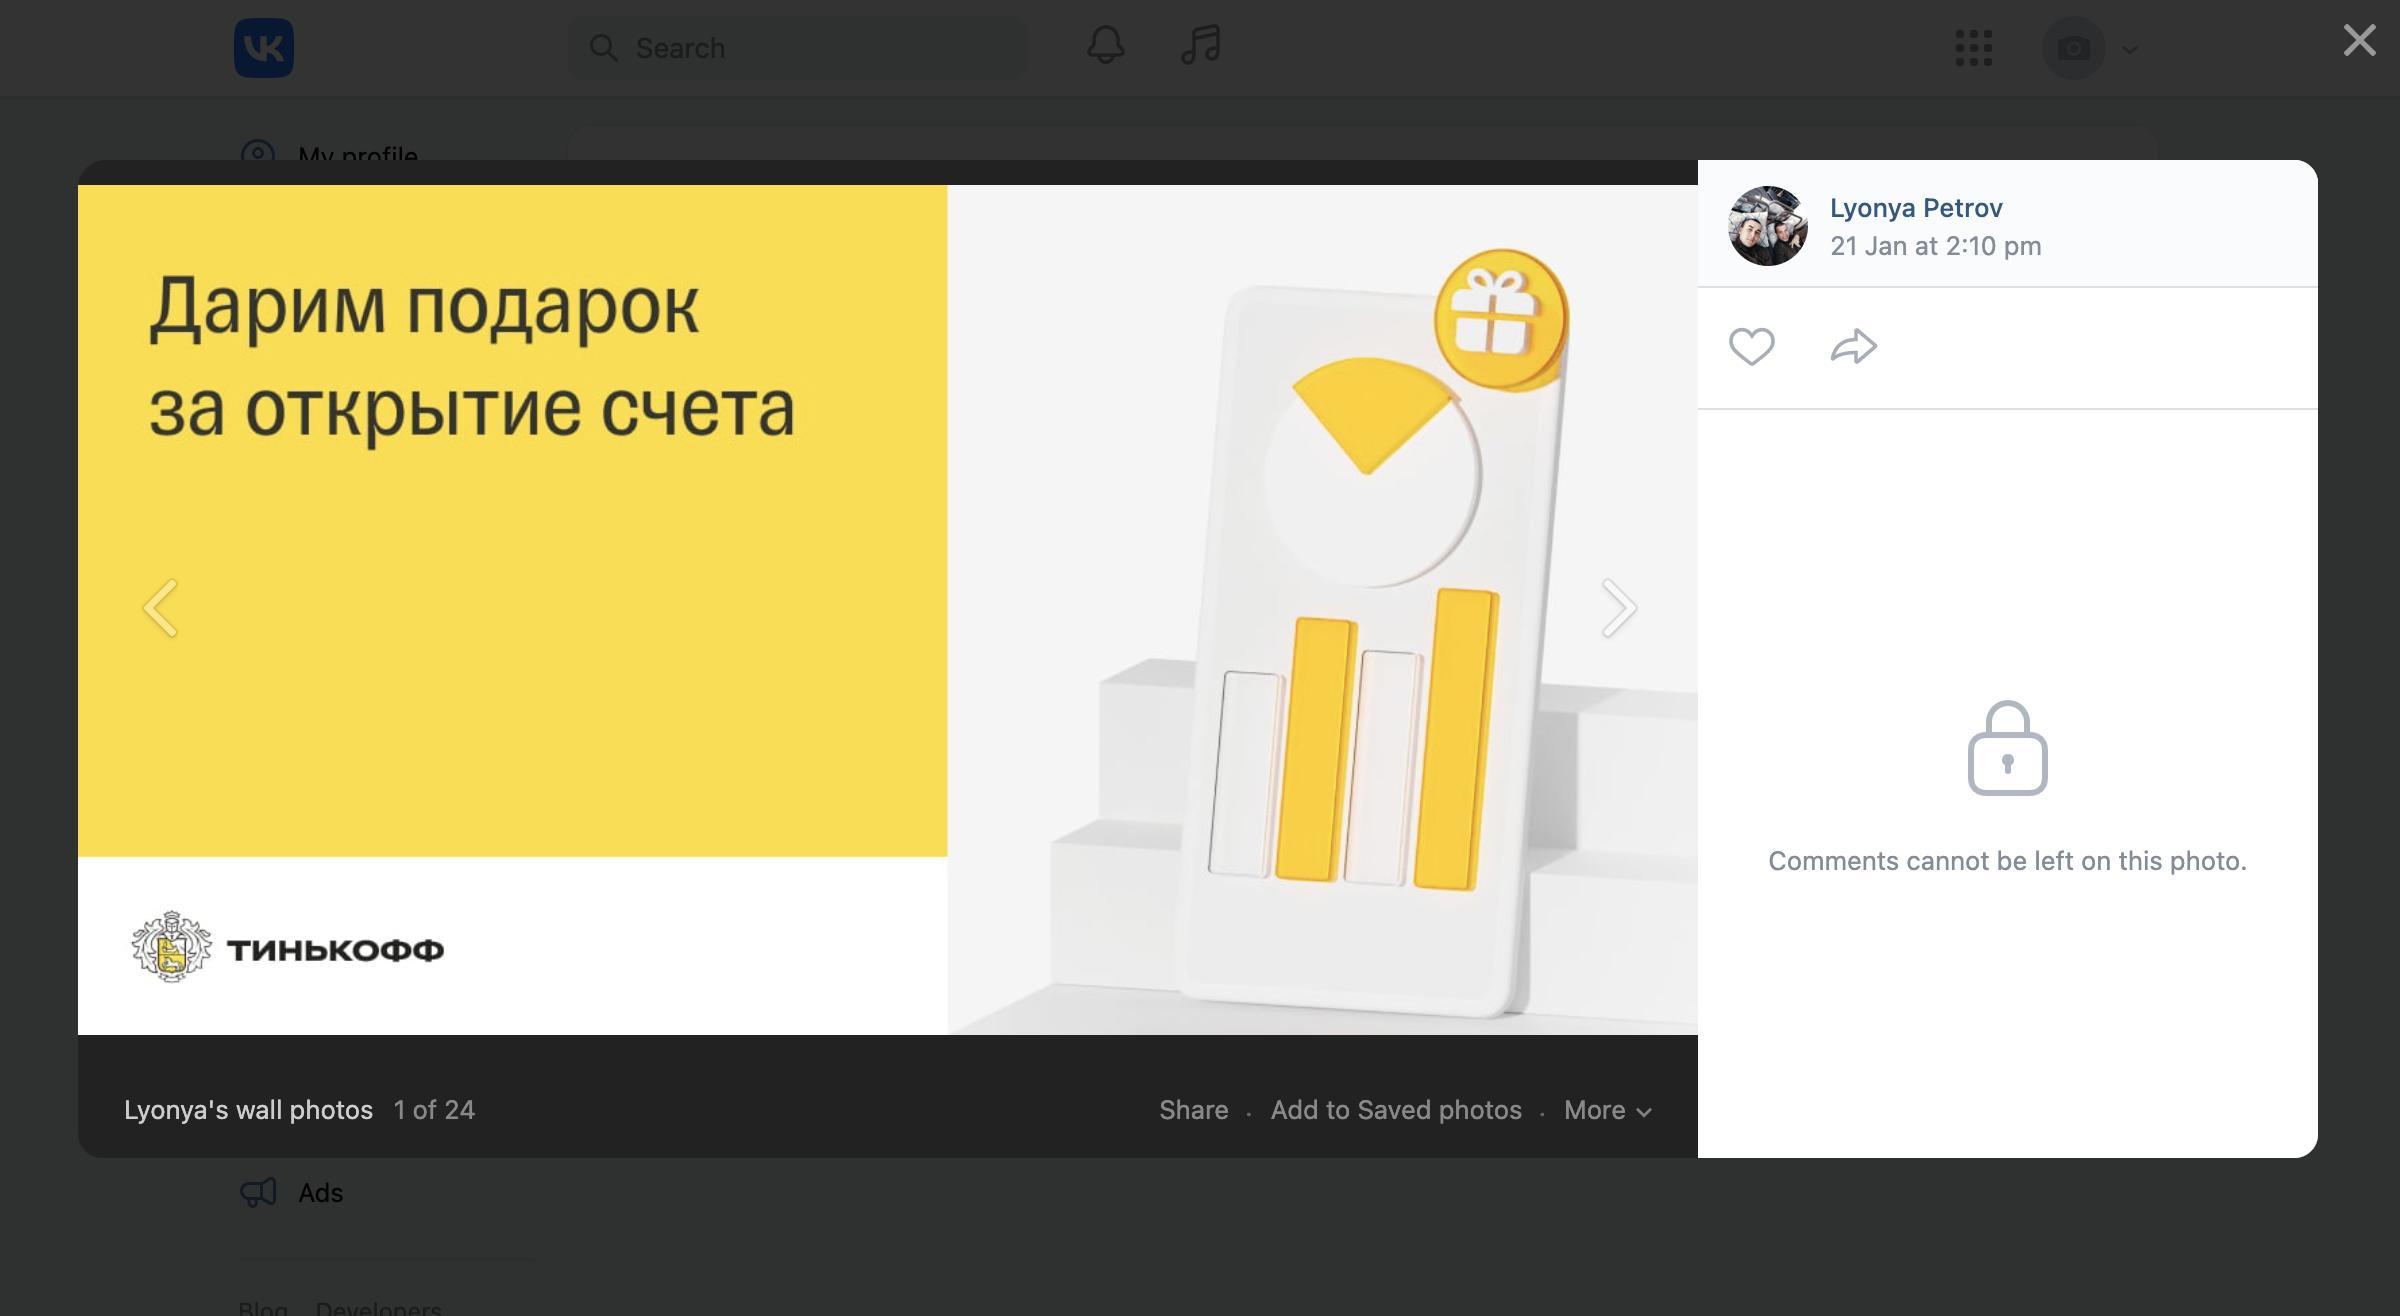 Search
My profile
Дарим подарок
за открытие счета
ТИНЬКОФФ
Lyonya Petrov
21 Jan at 2:10 pm
Comments cannot be left on this photo.
Lyonya's wall photos 1 of 24
Share · Add to Saved photos · More
Ads
Blog Developers